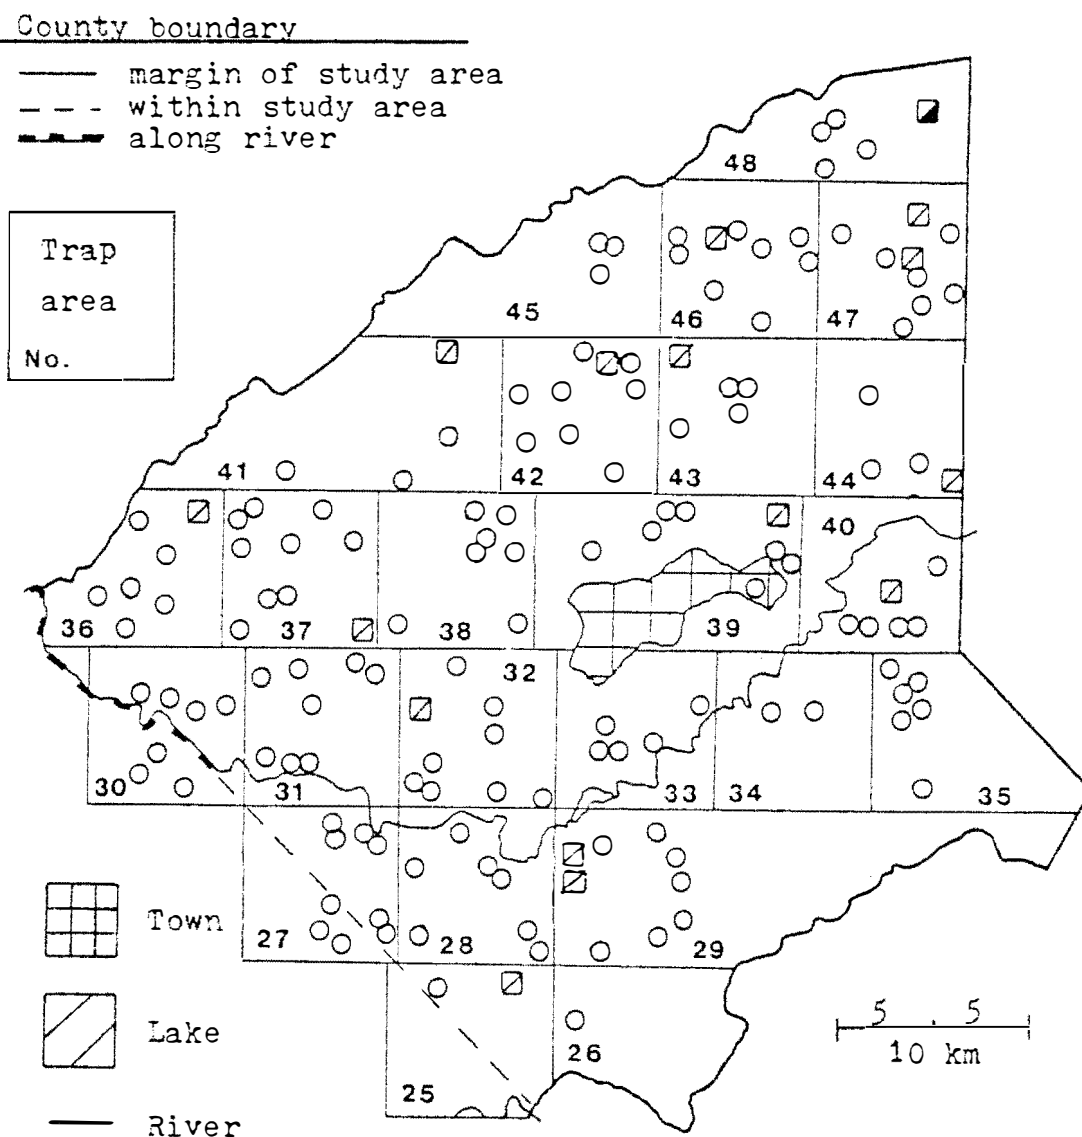 County boundary
margin of study area
within study area
along river
Trap
area
No.
48
45
46
47
41
42
43
44
40
36
37
38
39
32
30
31
33
34
35
27
28
29
25
26
Town
Lake
River
5 . 5
10 km